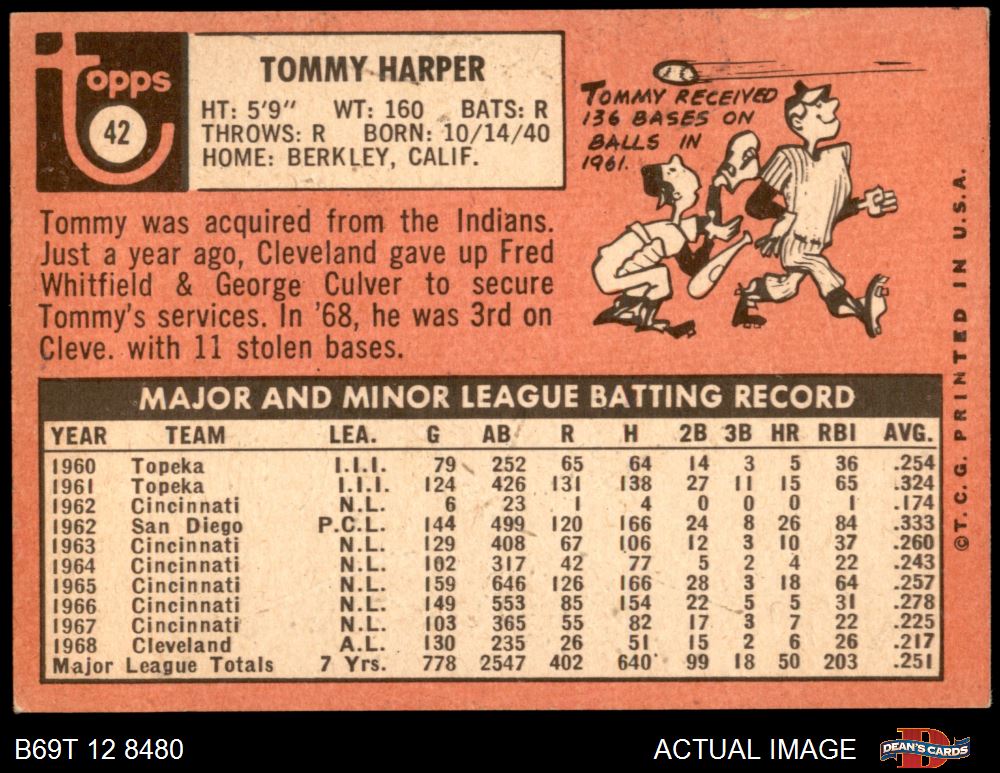 topps
42
TOMMY HARPER
HT: 5'9" WT: 160 BATS: R
THROWS: R BORN: 10/14/40
HOME: BERKLEY, CALIF.
TOMMY RECEIVED
136 BASES ON
BALLS IN
1961.
Tommy was acquired from the Indians.
Just a year ago, Cleveland gave up Fred
Whitfield & George Culver to secure
Tommy's services. In '68, he was 3rd on
Cleve. with 11 stolen bases.
MAJOR AND MINOR LEAGUE BATTING RECORD
YEAR TEAM LEA. G AB R H 2B 3B HR RBI AVG.
1960 Topeka I.I.I. 79 252 65 64 14 3 5 36 .254
1961 Topeka I.I.I. 124 426 131 138 27 11 15 65 .324
1962 Cincinnati N.L. 6 23 1 4 0 0 0 1 .174
1962 San Diego P.C.L. 144 499 120 166 24 8 26 84 .333
1963 Cincinnati N.L. 129 408 67 106 12 3 10 37 .260
1964 Cincinnati N.L. 102 317 42 77 5 2 4 22 .243
1965 Cincinnati N.L. 159 646 126 166 28 3 18 64 .257
1966 Cincinnati N.L. 149 553 85 154 22 5 5 31 .278
1967 Cincinnati N.L. 103 365 55 82 17 3 7 22 .225
1968 Cleveland A.L. 130 235 26 51 15 2 6 26 .217
Major League Totals 7 Yrs. 778 2547 402 640 99 18 50 203 .251
©T.C.G. PRINTED IN U.S.A.
B69T 12 8480
ACTUAL IMAGE
DEAN'S CARDS